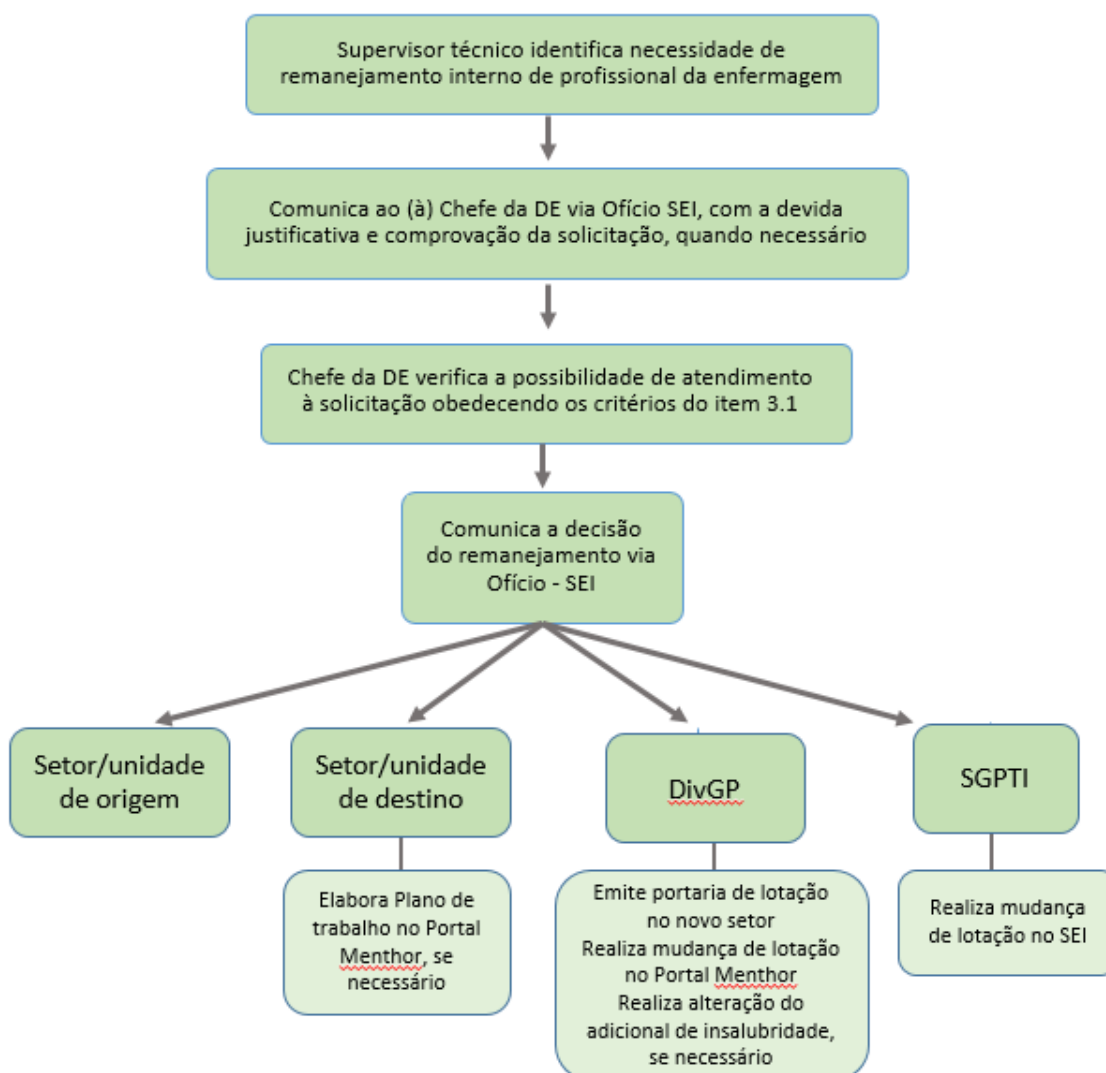 Supervisor técnico identifica necessidade de
remanejamento interno de profissional da enfermagem
Comunica ao (à) Chefe da DE via Ofício SEI, com a devida
justificativa e comprovação da solicitação, quando necessário
Chefe da DE verifica a possibilidade de atendimento
à solicitação obedecendo os critérios do item 3.1
Comunica a decisão
do remanejamento via
Ofício - SEI
Setor/unidade
de origem
Setor/unidade
de destino
DivGP
SGPTI
Elabora Plano de
trabalho no Portal
Menthor, se
necessário
Emite portaria de lotação
no novo setor
Realiza mudança de lotação
no Portal Menthor
Realiza alteração do
adicional de insalubridade,
se necessário
Realiza mudança
de lotação no SEI